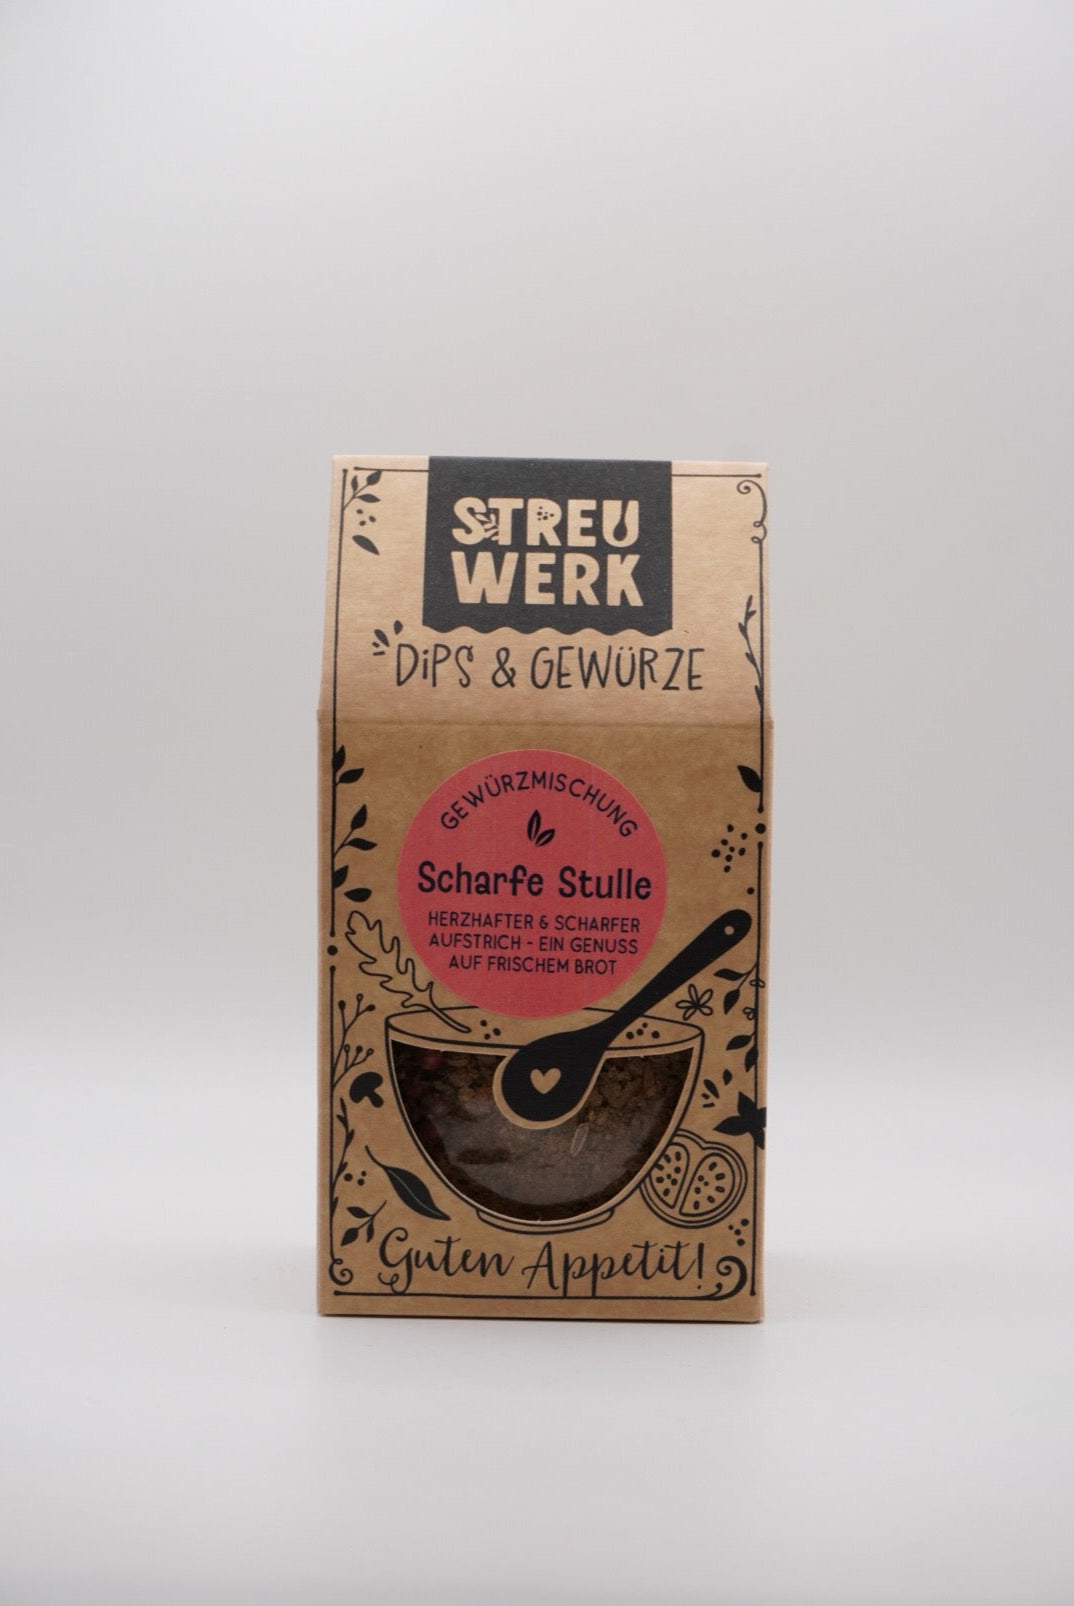 STREU
WERK
DIPS & GEWÜRZE
GEWÜRZMISCHUNG
Scharfe Stulle
HERZHAFTER & SCHARFER
AUFSTRICH - EIN GENUSS
AUF FRISCHEM BROT
Guten Appetit!